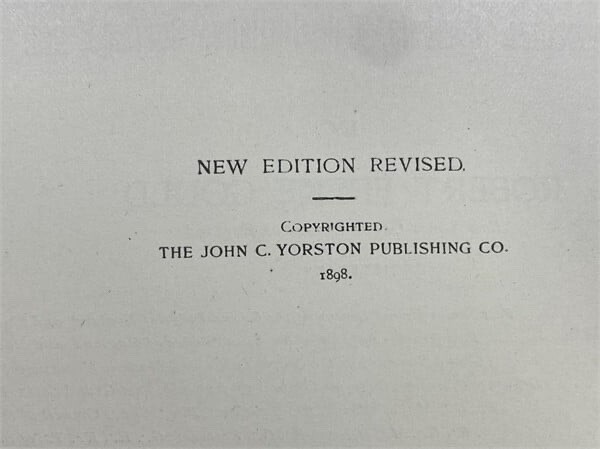 NEW EDITION REVISED.
COPYRIGHTED.
THE JOHN C. YORSTON PUBLISHING CO.
1898.